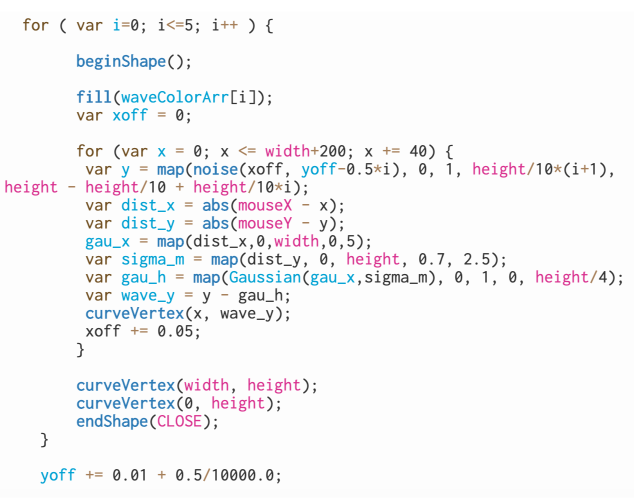 for ( var i=0; i<=5; i++ ) {
beginShape();
fill(waveColorArr[i]);
var xoff = 0;
for (var x = 0; x <= width+200; x += 40) {
var y = map(noise(xoff, yoff-0.5*i), 0, 1, height/10*(i+1),
height - height/10 + height/10*i);
var dist_x = abs(mouseX - x);
var dist_y = abs(mouseY - y);
gau_x = map(dist_x,0,width,0,5);
var sigma_m = map(dist_y, 0, height, 0.7, 2.5);
var gau_h = map(Gaussian(gau_x,sigma_m), 0, 1, 0, height/4);
var wave_y = y - gau_h;
curveVertex(x, wave_y);
xoff += 0.05;
}
curveVertex(width, height);
curveVertex(0, height);
endShape(CLOSE);
}
yoff += 0.01 + 0.5/10000.0;